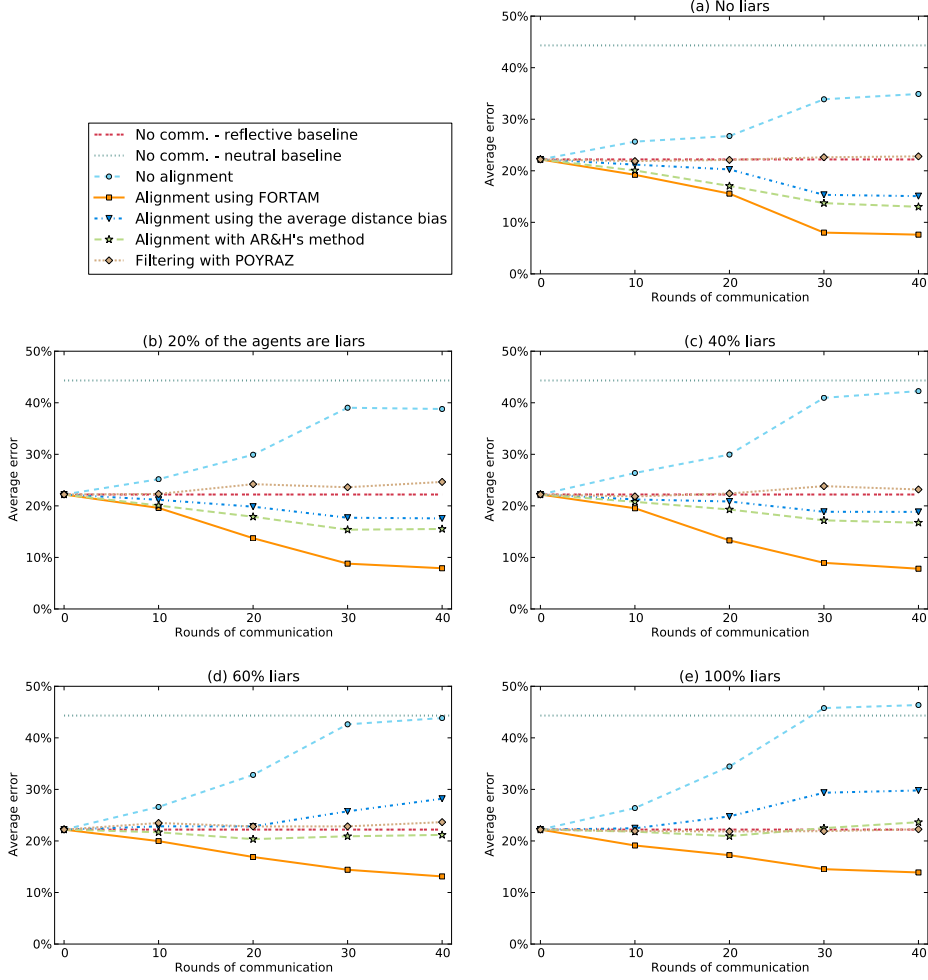 (a) No liars
50%
40%
30%
20%
10%
0%
Average error
0 10 20 30 40
Rounds of communication
No comm. - reflective baseline
No comm. - neutral baseline
No alignment
Alignment using FORTAM
Alignment using the average distance bias
Alignment with AR&H's method
Filtering with POYRAZ
(b) 20% of the agents are liars
50%
40%
30%
20%
10%
0%
Average error
0 10 20 30 40
Rounds of communication
(c) 40% liars
50%
40%
30%
20%
10%
0%
Average error
0 10 20 30 40
Rounds of communication
(d) 60% liars
50%
40%
30%
20%
10%
0%
Average error
0 10 20 30 40
Rounds of communication
(e) 100% liars
50%
40%
30%
20%
10%
0%
Average error
0 10 20 30 40
Rounds of communication